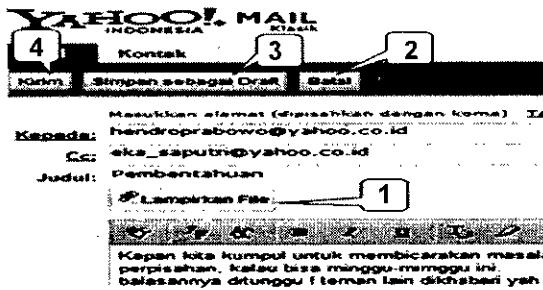 YAHOO! MAIL
INDONESIA Klasik
4 Kontak 3 2
Kirim Simpan sebagai Draft Batal
Masukkan alamat (dipisahkan dengan koma)
Kepada: hendroprabowo@yahoo.co.id
Cc: eka_saputri@yahoo.co.id
Judul: Pembentahuan
Lampirkan File 1
Kapan kita kumpul untuk membicarakan masala
perpisahan, kalau bisa minggu-minggu ini.
balasannya ditunggu ! teman lain dikhabari yah